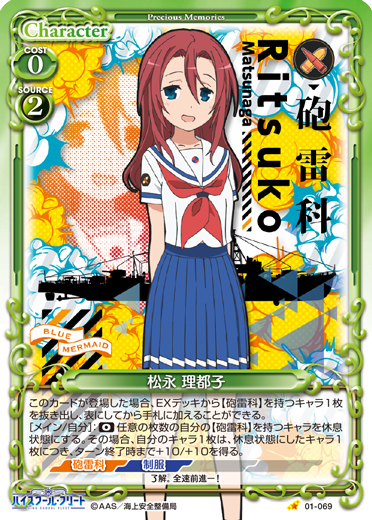 Precious Memories
Character
COST
0
SOURCE
2
砲雷科
Ritsuko
Matsunaga
BLUE
MERMAID
松永 理都子
このカードが登場した場合、EXデッキから【砲雷科】を持つキャラ1枚
を抜き出し、表にしてから手札に加えることができる。
[メイン/自分]:0 任意の枚数の自分の【砲雷科】を持つキャラを休息
状態にする。その場合、自分のキャラ1枚は、休息状態にしたキャラ1
枚につき、ターン終了時まで+10/+10を得る。
砲雷科 制服
了解。全速前進ー!
ハイスクール・フリート
©AAS/海上安全整備局
01-069